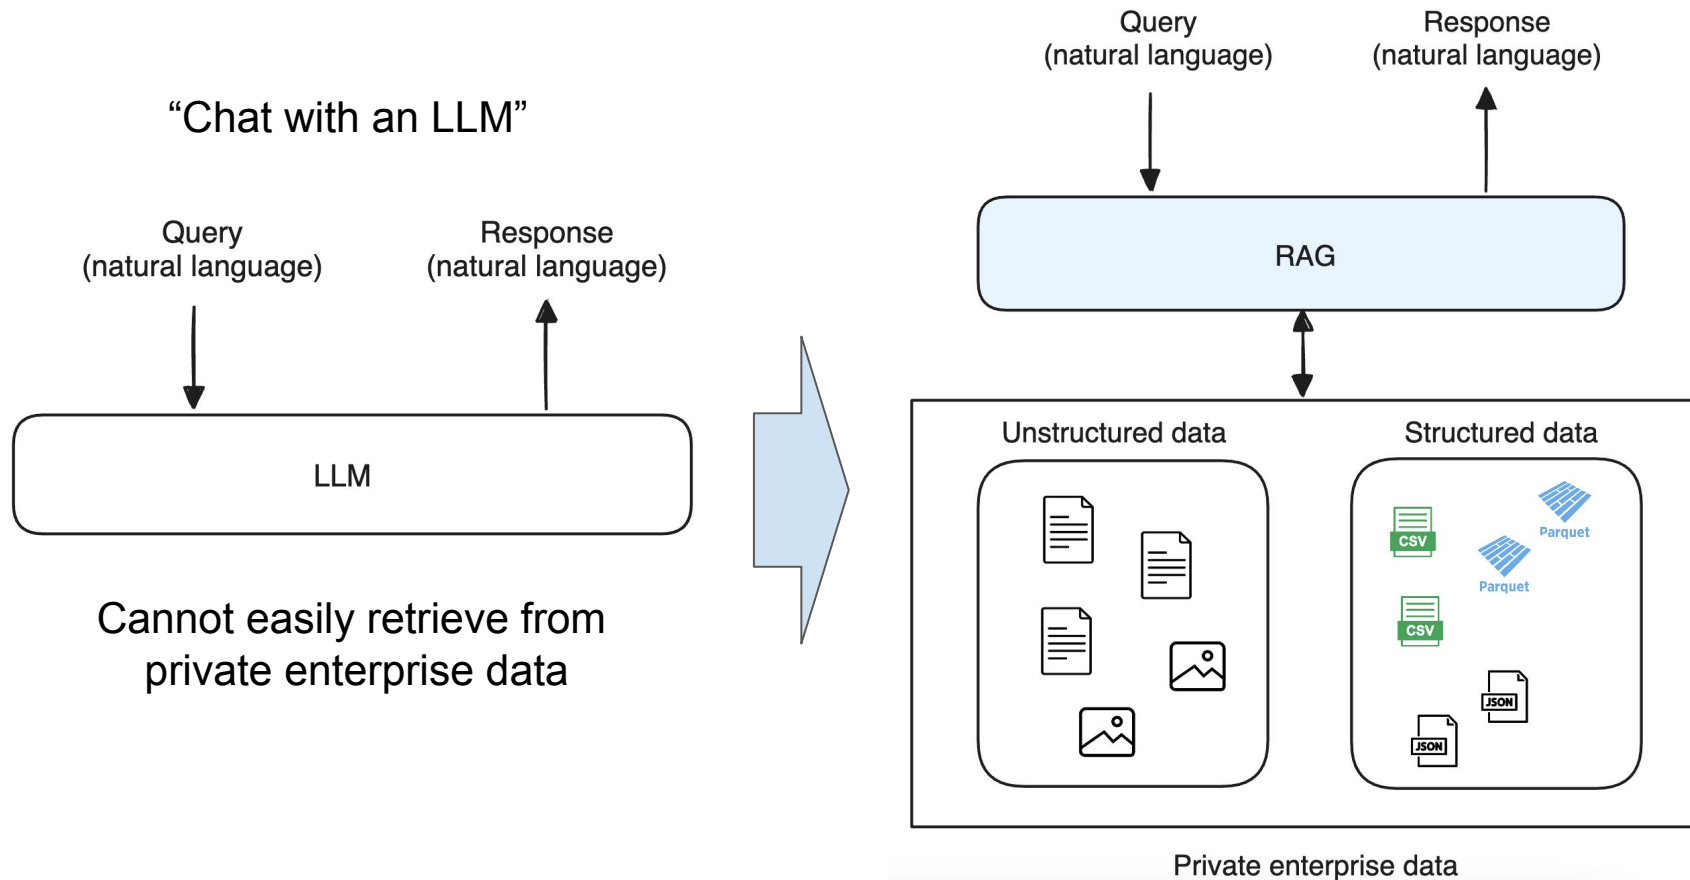 “Chat with an LLM”
Query
(natural language)
Response
(natural language)
LLM
Cannot easily retrieve from
private enterprise data
Query
(natural language)
Response
(natural language)
RAG
Unstructured data
Structured data
Parquet
CSV
Parquet
CSV
JSON
JSON
Private enterprise data